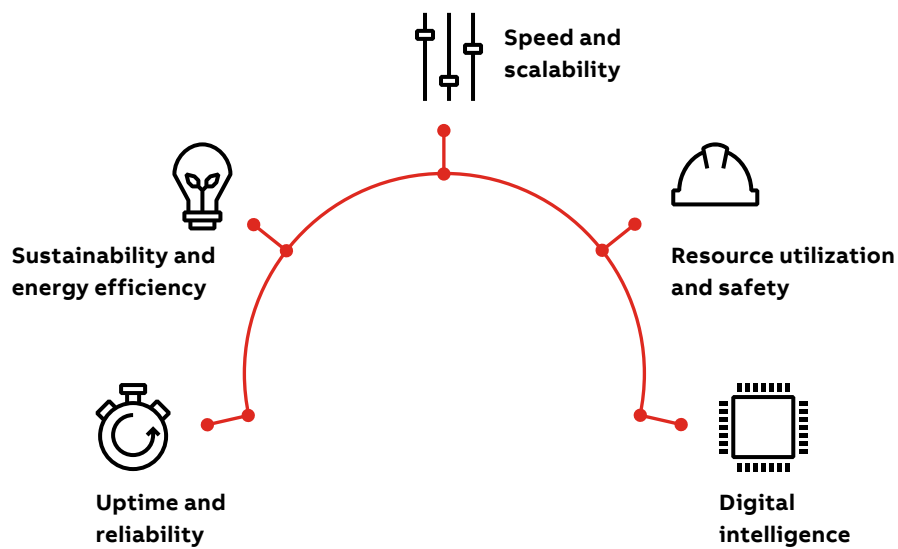 Speed and
scalability
Sustainability and
energy efficiency
Resource utilization
and safety
Uptime and
reliability
Digital
intelligence